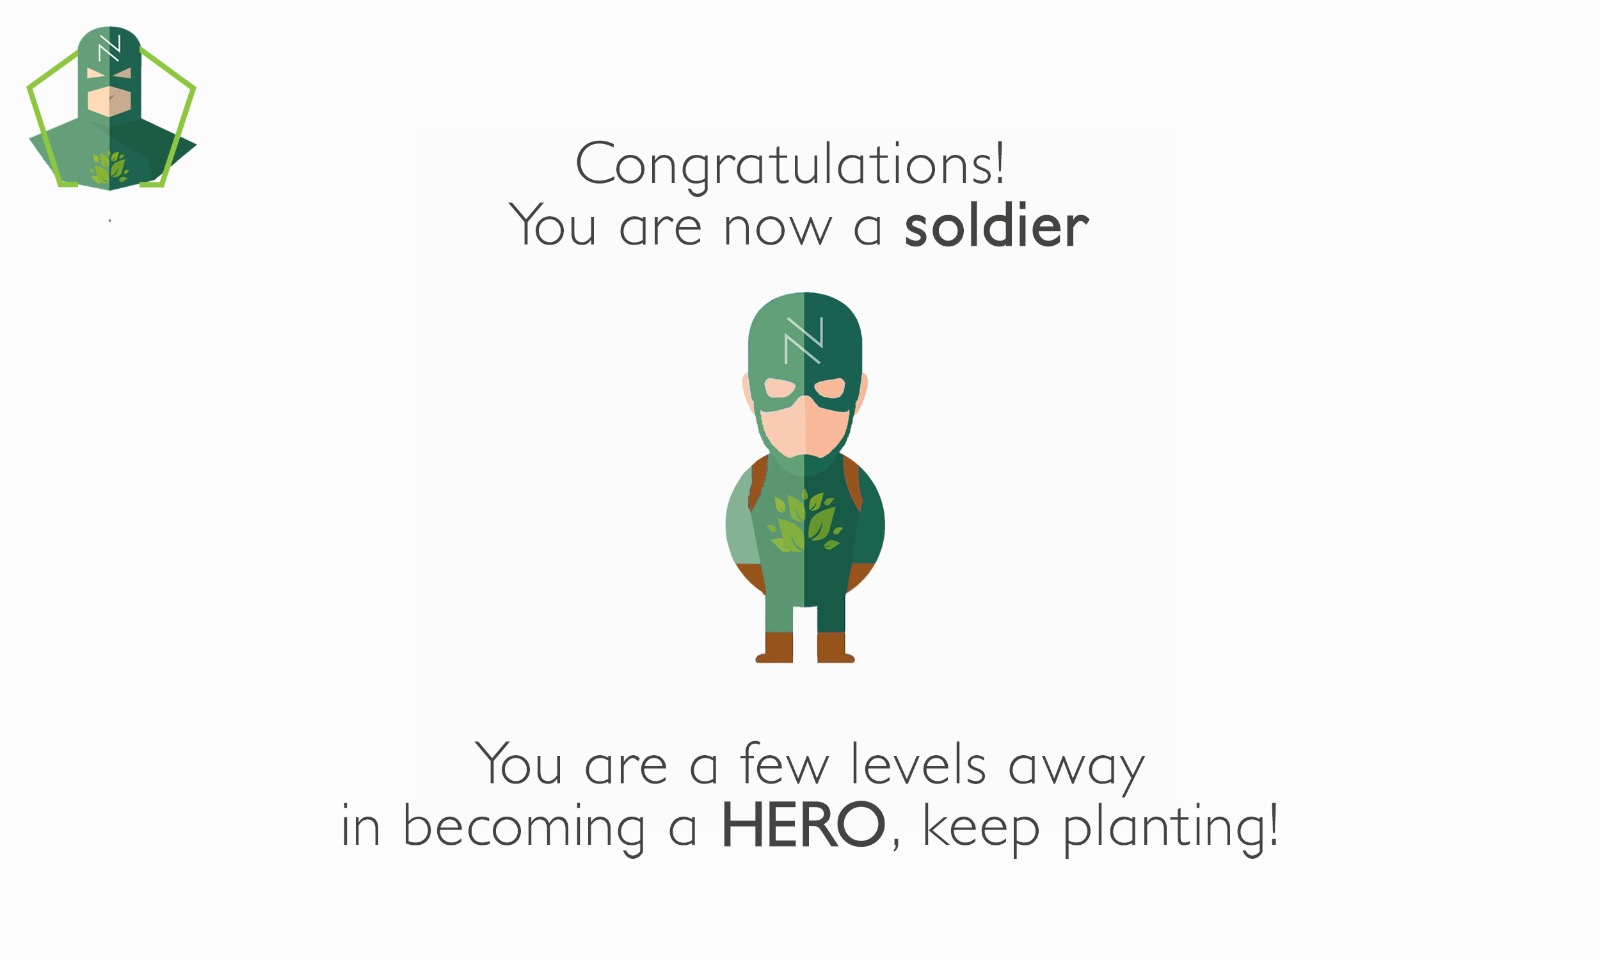 Congratulations!
You are now a soldier
You are a few levels away
in becoming a HERO, keep planting!